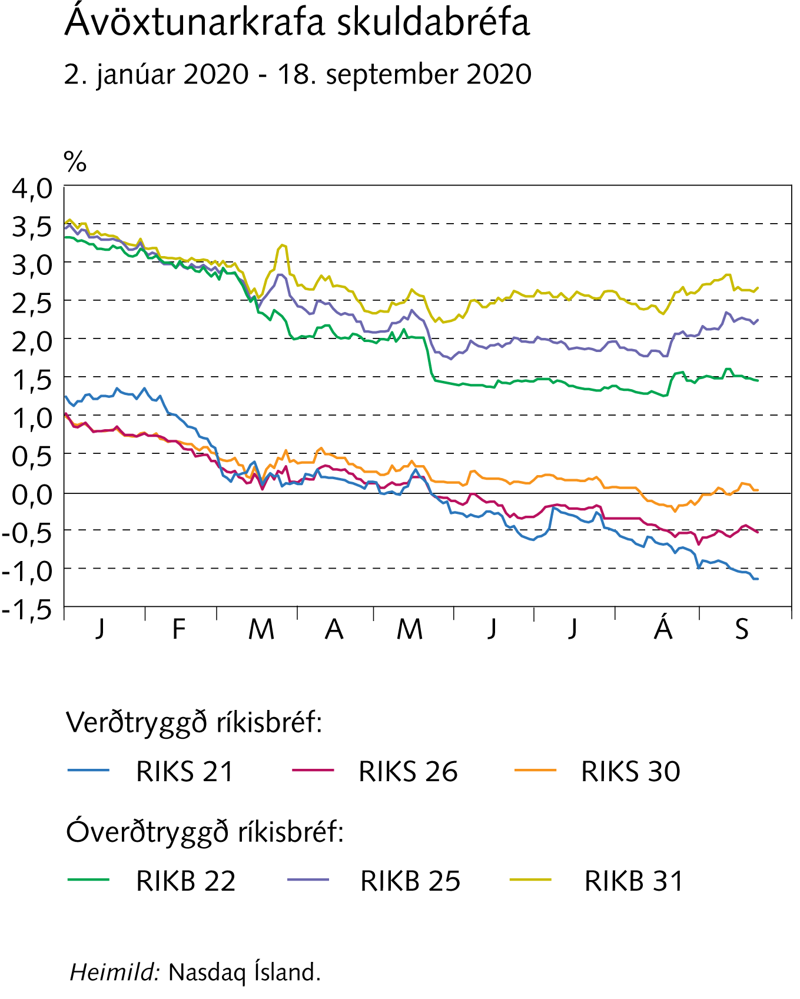 Ávöxtunarkrafa skuldabréfa
2. janúar 2020 - 18. september 2020
%
4,0
3,5
3,0
2,5
2,0
1,5
1,0
0,5
0,0
-0,5
-1,0
-1,5
J F M A M J J Á S
Verðtryggð ríkisbréf:
RIKS 21 RIKS 26 RIKS 30
Óverðtryggð ríkisbréf:
RIKB 22 RIKB 25 RIKB 31
Heimild: Nasdaq Ísland.